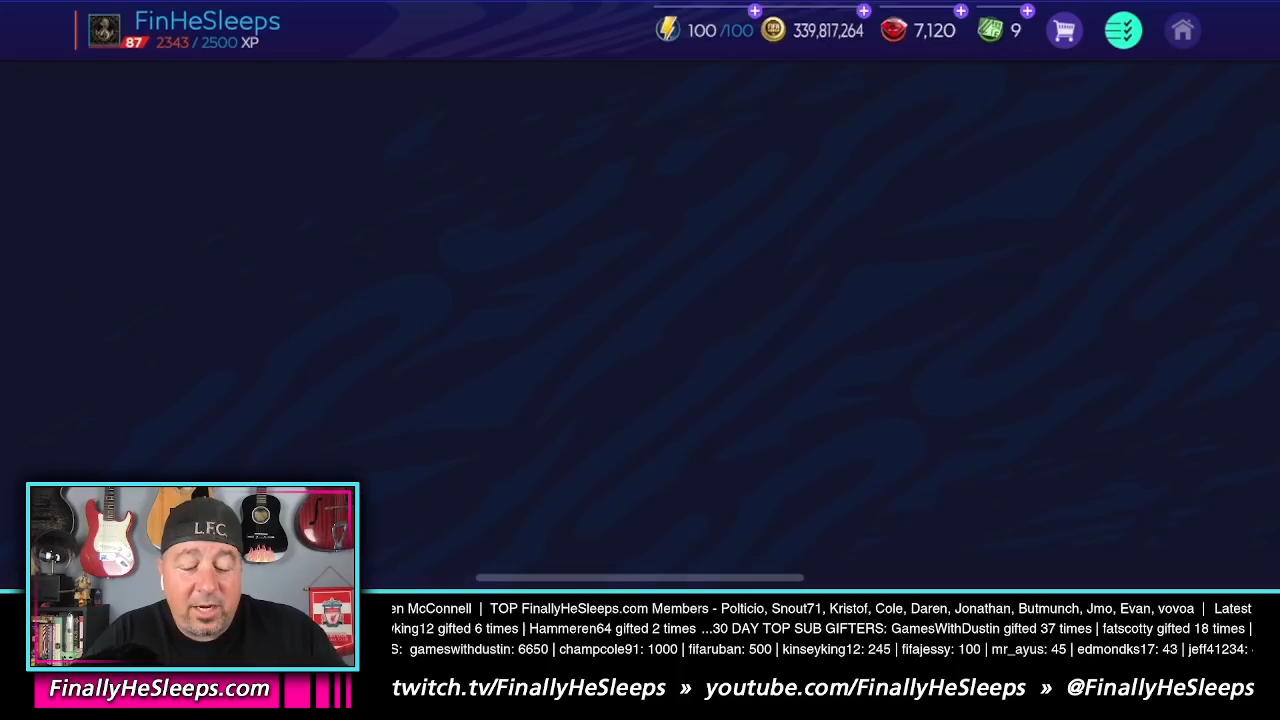 FinHeSleeps
87 2343 / 2500 XP
100 /100
339,817,264
7,120
9
L.F.C.
en McConnell | TOP FinallyHeSleeps.com Members - Polticio, Snout71, Kristof, Cole, Daren, Jonathan, Butmunch, Jmo, Evan, vovoa | Latest
king12 gifted 6 times | Hammeren64 gifted 2 times ...30 DAY TOP SUB GIFTERS: GamesWithDustin gifted 37 times | fatscotty gifted 18 times |
S: gameswithdustin: 6650 | champcole91: 1000 | fifaruban: 500 | kinseyking12: 245 | fifajessy: 100 | mr_ayus: 45 | edmondks17: 43 | jeff41234:
FinallyHeSleeps.com
twitch.tv/FinallyHeSleeps » youtube.com/FinallyHeSleeps » @FinallyHeSleeps